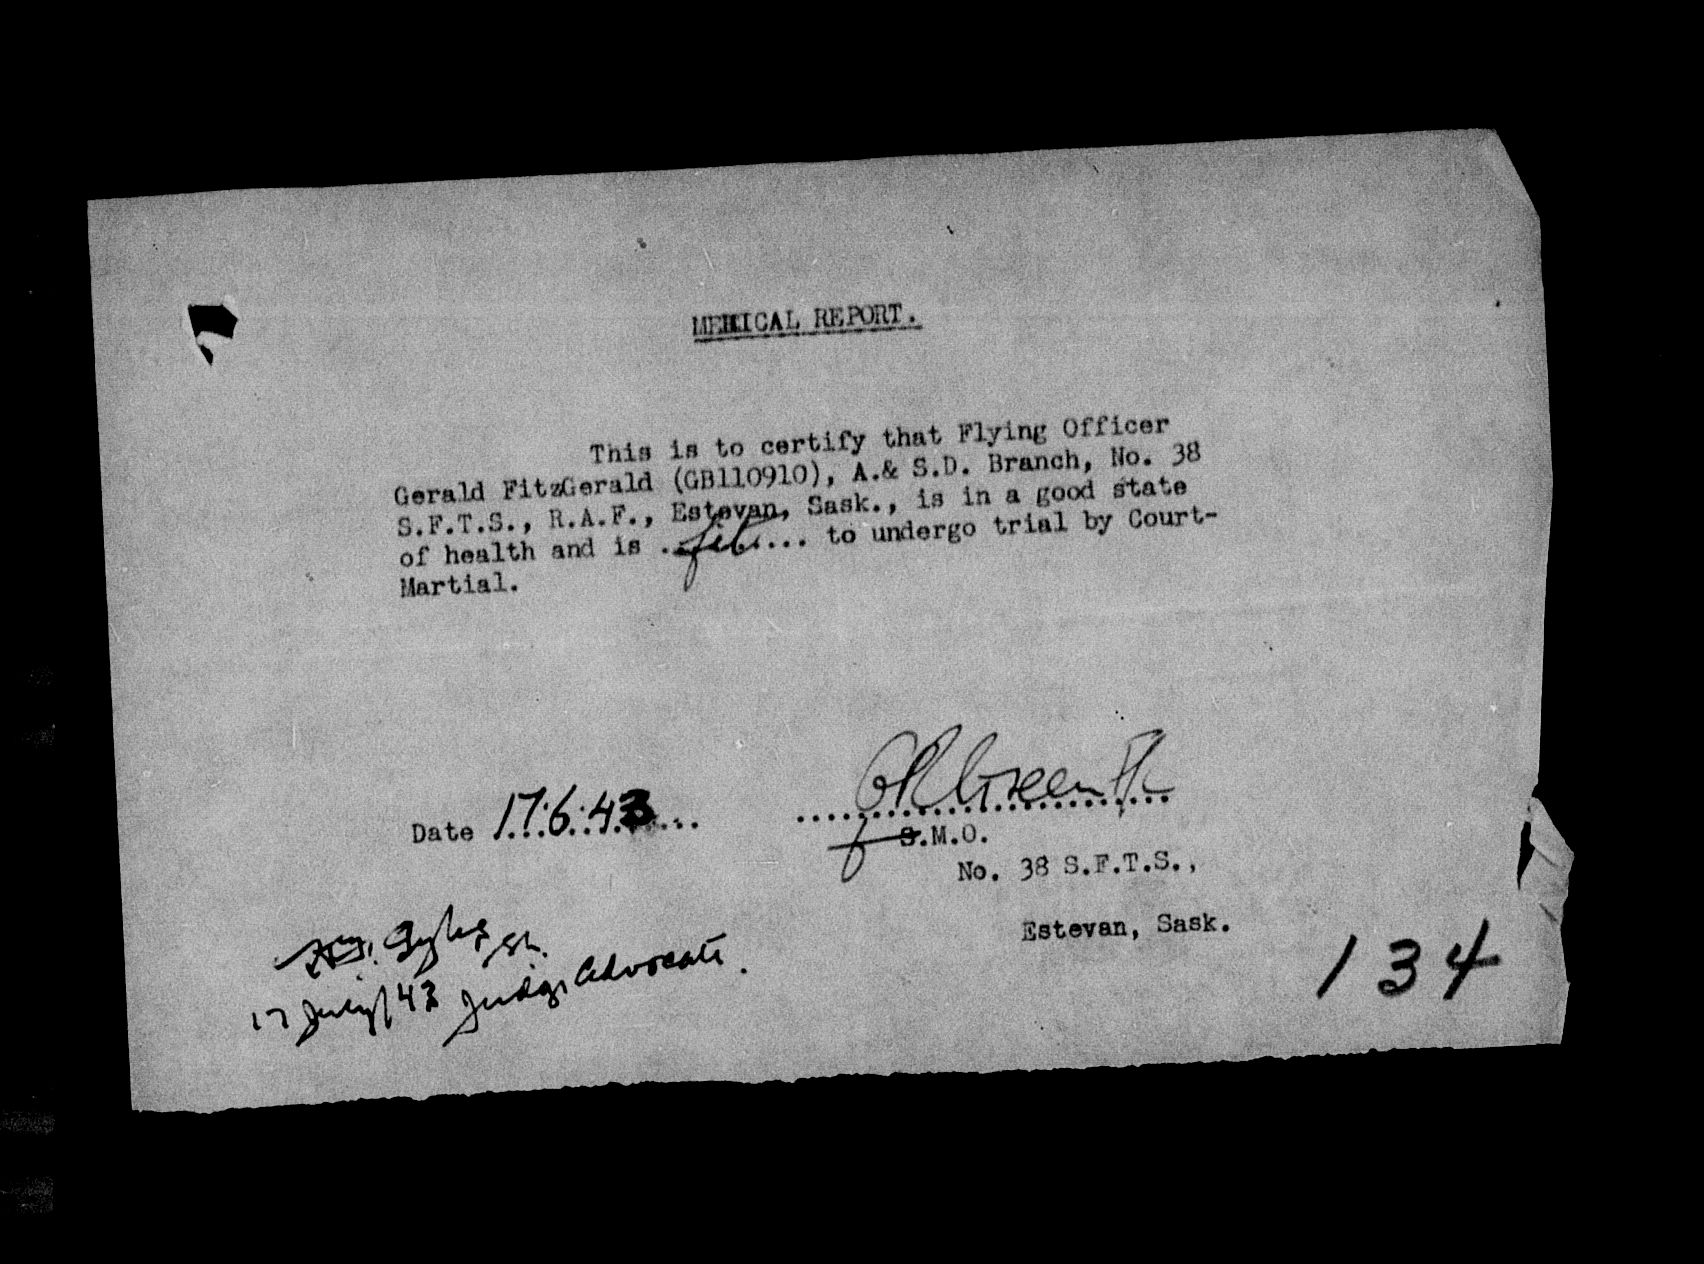 MEDICAL REPORT.
This is to certify that Flying Officer
Gerald FitzGerald (GB110910), A.& S.D. Branch, No. 38
S.F.T.S., R.A.F., Estevan, Sask., is in a good state
of health and is ..fit.... to undergo trial by Court-
Martial.
Green
Date 17.6.43
S.M.O.
No. 38 S.F.T.S.,
Estevan, Sask.
17 July/43 Judge Advocate.
134